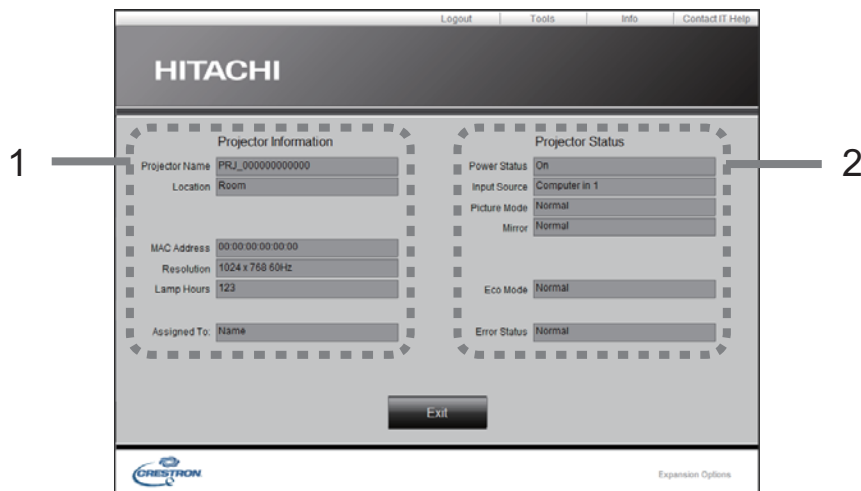 Logout Tools Info Contact IT Help
HITACHI
1
Projector Information
Projector Name PRJ_000000000000
Location Room
MAC Address 00:00:00:00:00:00
Resolution 1024 x 768 60Hz
Lamp Hours 123
Assigned To: Name
2
Projector Status
Power Status On
Input Source Computer in 1
Picture Mode Normal
Mirror Normal
Eco Mode Normal
Error Status Normal
Exit
CRESTRON
Expansion Options